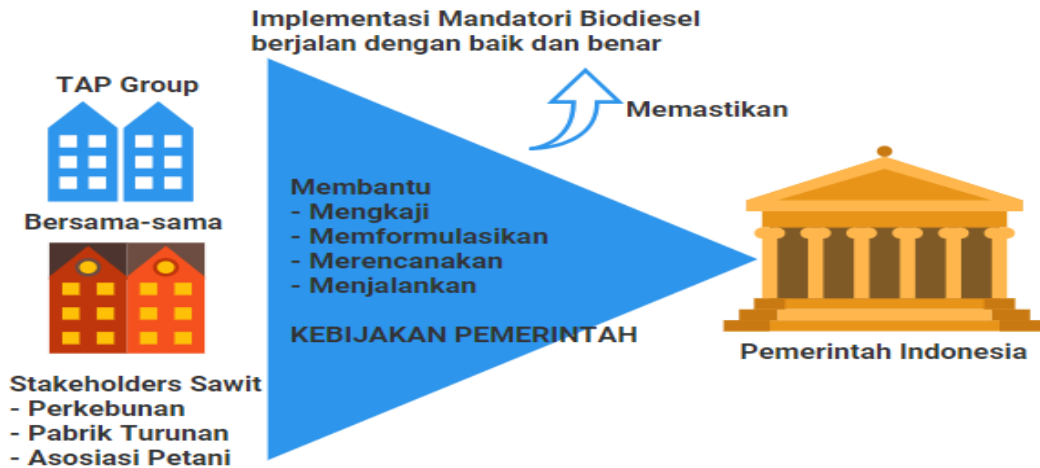 Implementasi Mandatori Biodiesel
berjalan dengan baik dan benar
TAP Group
Memastikan
Bersama-sama
Membantu
- Mengkaji
- Memformulasikan
- Merencanakan
- Menjalankan
KEBIJAKAN PEMERINTAH
Pemerintah Indonesia
Stakeholders Sawit
- Perkebunan
- Pabrik Turunan
- Asosiasi Petani